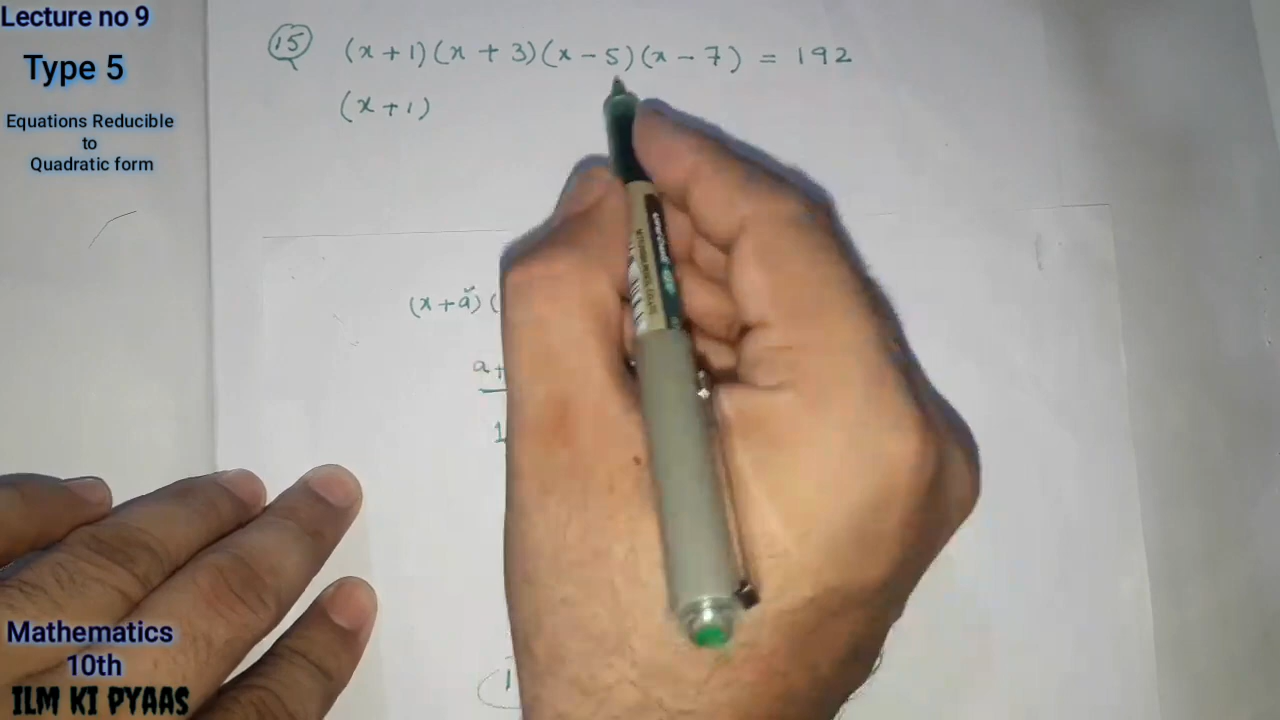 Lecture no 9
Type 5
Equations Reducible
to
Quadratic form
15 (x + 1)(x + 3)(x - 5)(x - 7) = 192
(x + 1)
(x + a) (
a +
1
Mathematics
10th
ILM KI PYAAS